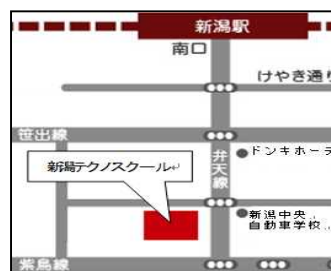 新潟駅
南口
けやき通り
笹出線
弁天線
ドンキホーテ
新潟テクノスクール
新潟中央
自動車学校
紫鳥線